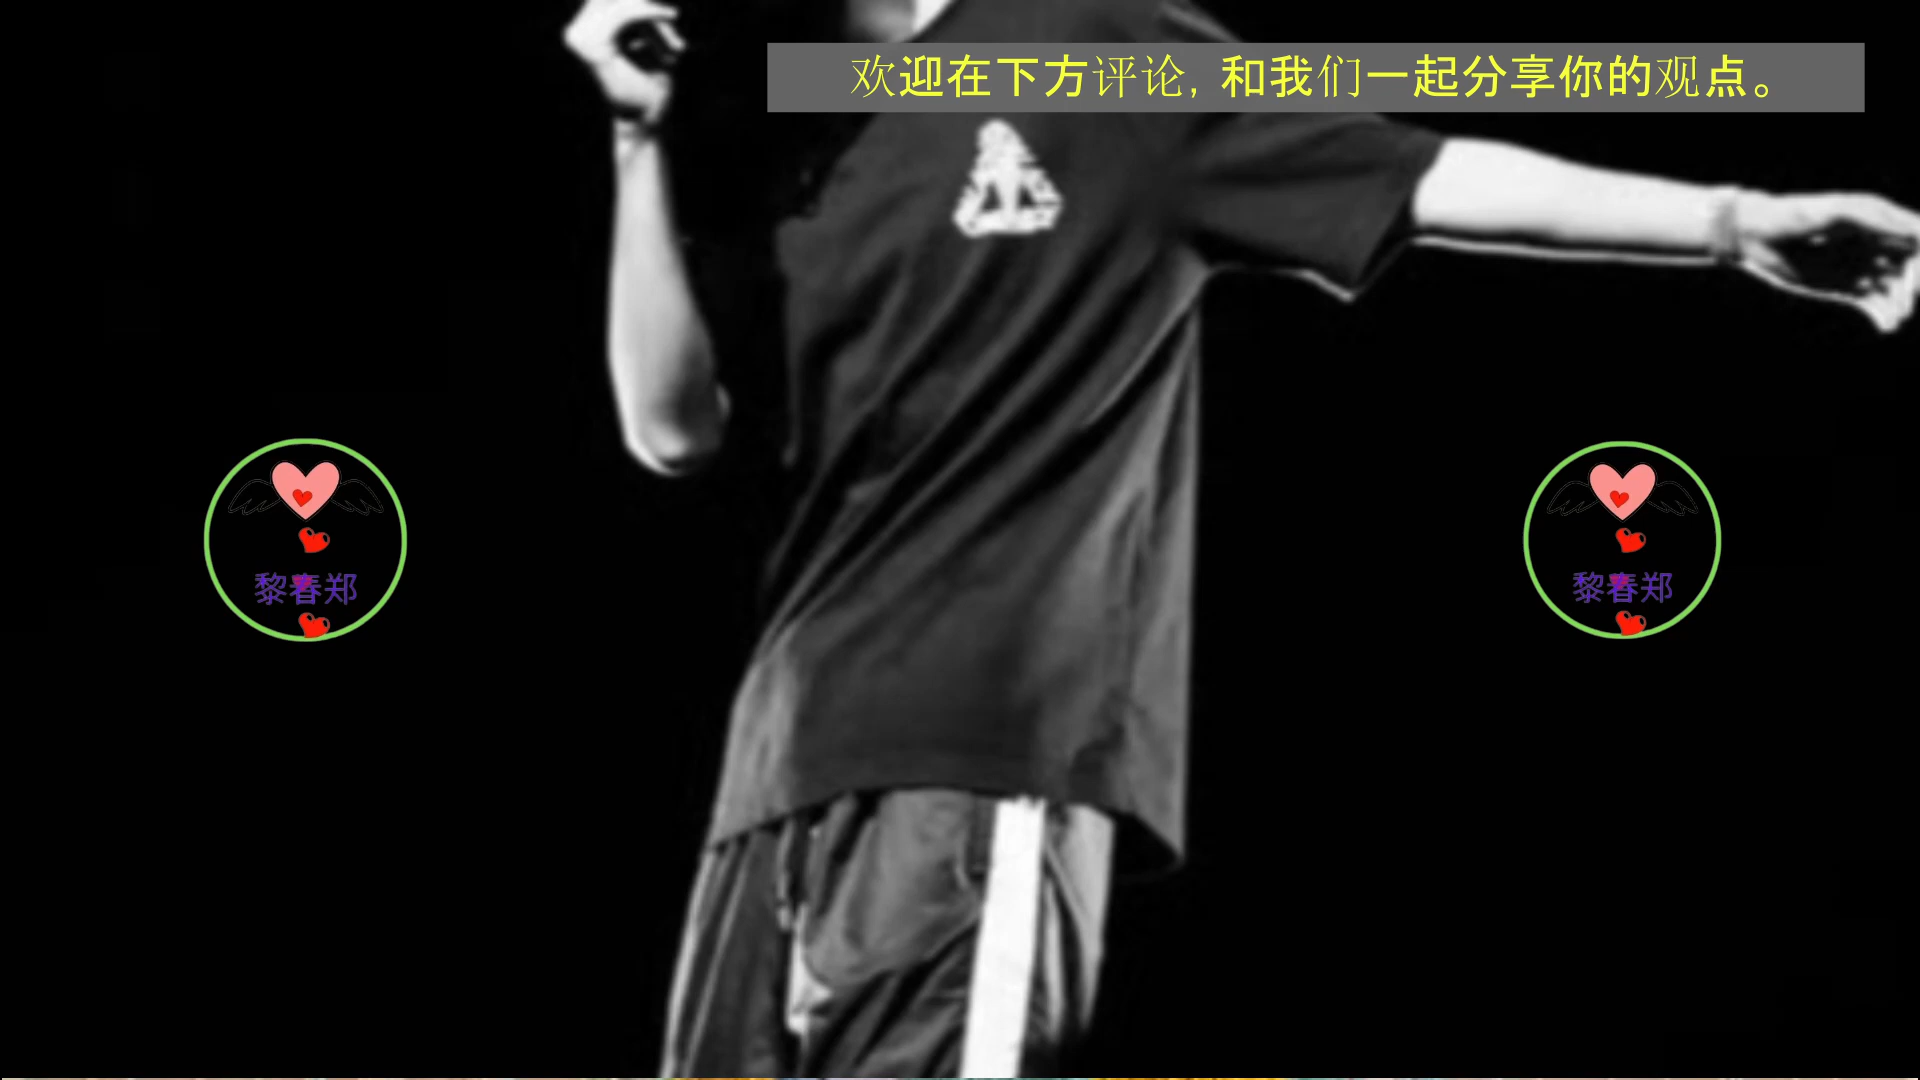 欢迎在下方评论, 和我们一起分享你的观点。
黎春郑
黎春郑